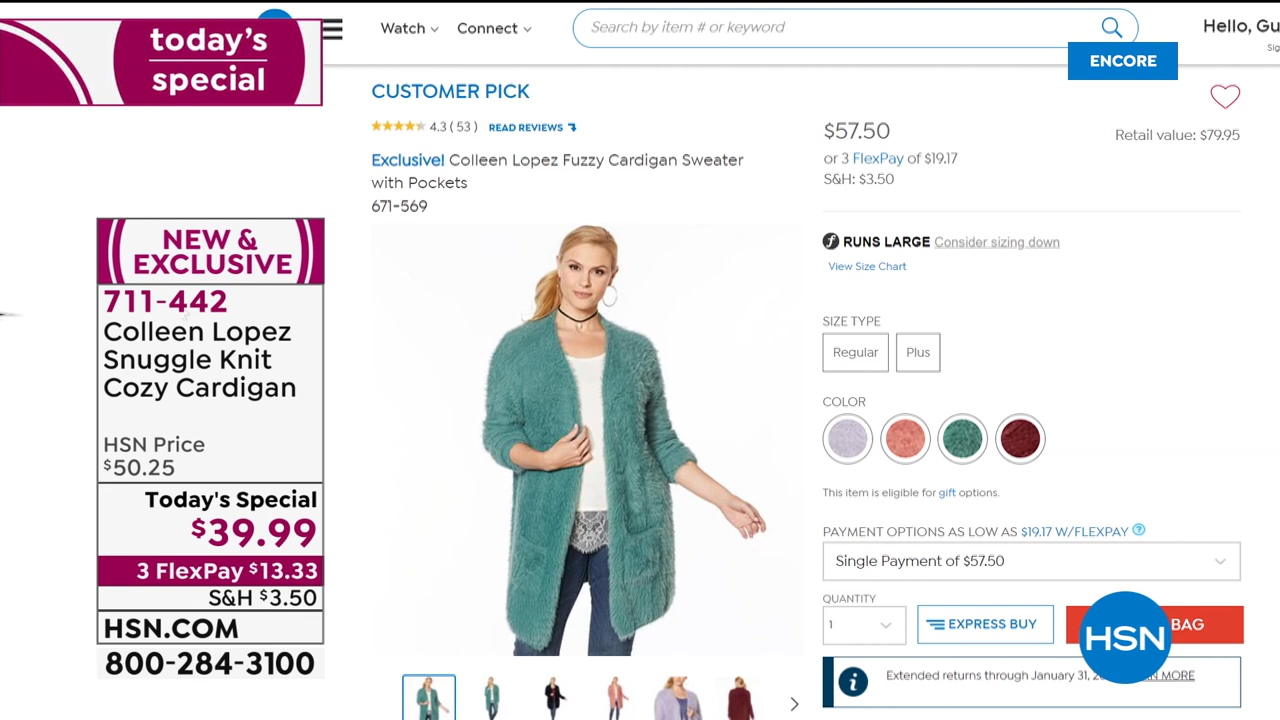 today's
special
Watch
Connect
Search by item # or keyword
Hello, Gu
Sig
ENCORE
CUSTOMER PICK
4.3 ( 53 ) READ REVIEWS
Exclusive! Colleen Lopez Fuzzy Cardigan Sweater
with Pockets
671-569
$57.50
Retail value: $79.95
or 3 FlexPay of $19.17
S&H: $3.50
RUNS LARGE Consider sizing down
View Size Chart
SIZE TYPE
Regular
Plus
COLOR
This item is eligible for gift options.
PAYMENT OPTIONS AS LOW AS $19.17 W/FLEXPAY ?
Single Payment of $57.50
QUANTITY
1
EXPRESS BUY
BAG
HSN
Extended returns through January 31, MORE
NEW &
EXCLUSIVE
711-442
Colleen Lopez
Snuggle Knit
Cozy Cardigan
HSN Price
$50.25
Today's Special
$39.99
3 FlexPay $13.33
S&H $3.50
HSN.COM
800-284-3100